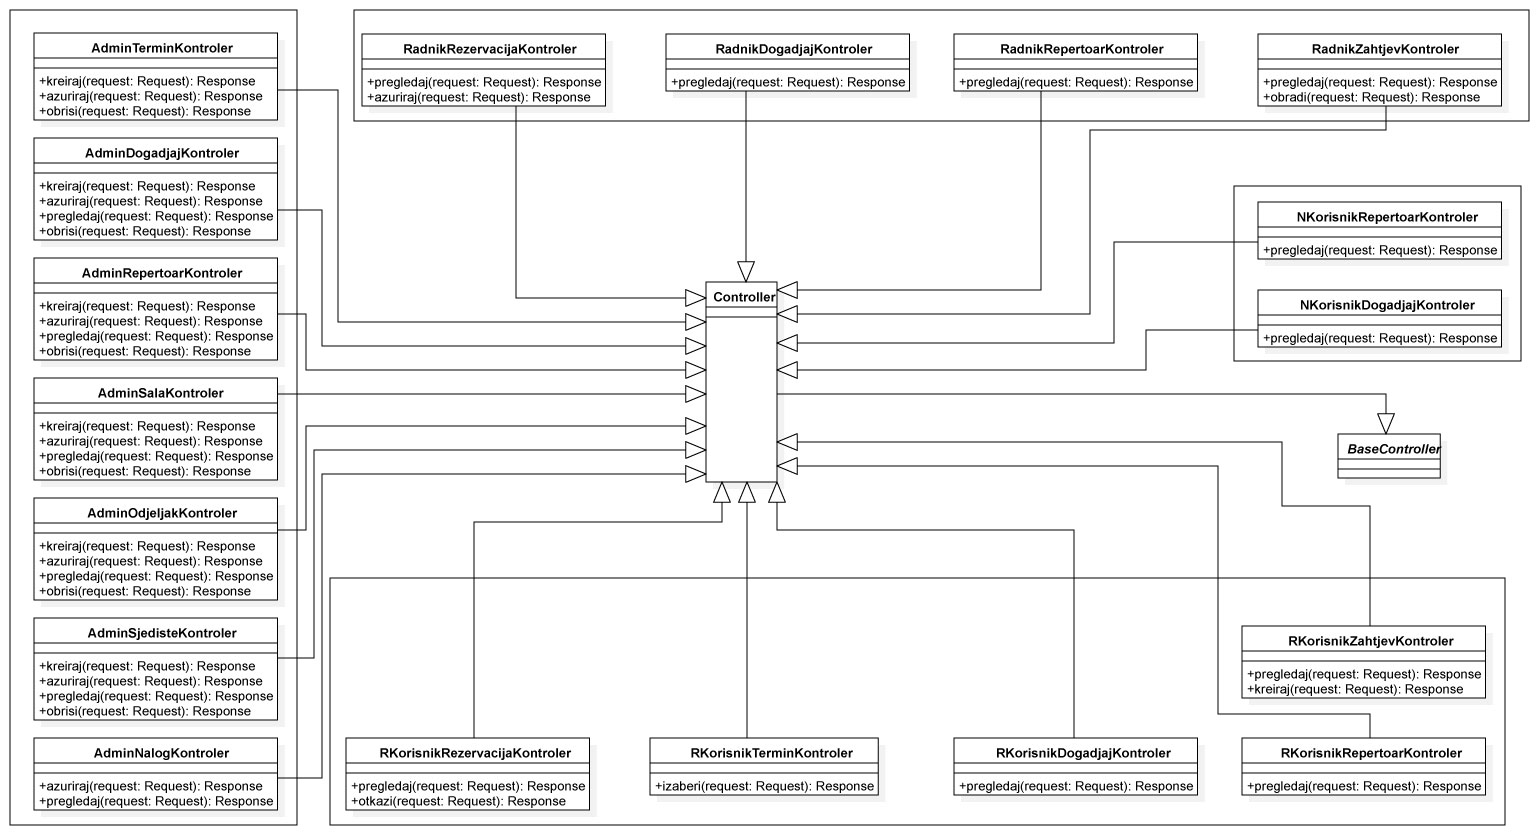 AdminTerminKontroler
+kreiraj(request: Request): Response
+azuriraj(request: Request): Response
+obrisi(request: Request): Response
AdminDogadjajKontroler
+kreiraj(request: Request): Response
+azuriraj(request: Request): Response
+pregledaj(request: Request): Response
+obrisi(request: Request): Response
AdminRepertoarKontroler
+kreiraj(request: Request): Response
+azuriraj(request: Request): Response
+pregledaj(request: Request): Response
+obrisi(request: Request): Response
AdminSalaKontroler
+kreiraj(request: Request): Response
+azuriraj(request: Request): Response
+pregledaj(request: Request): Response
+obrisi(request: Request): Response
AdminOdjeljakKontroler
+kreiraj(request: Request): Response
+azuriraj(request: Request): Response
+pregledaj(request: Request): Response
+obrisi(request: Request): Response
AdminSjedisteKontroler
+kreiraj(request: Request): Response
+azuriraj(request: Request): Response
+pregledaj(request: Request): Response
+obrisi(request: Request): Response
AdminNalogKontroler
+azuriraj(request: Request): Response
+pregledaj(request: Request): Response
RadnikRezervacijaKontroler
+pregledaj(request: Request): Response
+azuriraj(request: Request): Response
RadnikDogadjajKontroler
+pregledaj(request: Request): Response
RadnikRepertoarKontroler
+pregledaj(request: Request): Response
RadnikZahtjevKontroler
+pregledaj(request: Request): Response
+obradi(request: Request): Response
NKorisnikRepertoarKontroler
+pregledaj(request: Request): Response
NKorisnikDogadjajKontroler
+pregledaj(request: Request): Response
Controller
BaseController
RKorisnikZahtjevKontroler
+pregledaj(request: Request): Response
+kreiraj(request: Request): Response
RKorisnikRezervacijaKontroler
+pregledaj(request: Request): Response
+otkazi(request: Request): Response
RKorisnikTerminKontroler
+izaberi(request: Request): Response
RKorisnikDogadjajKontroler
+pregledaj(request: Request): Response
RKorisnikRepertoarKontroler
+pregledaj(request: Request): Response